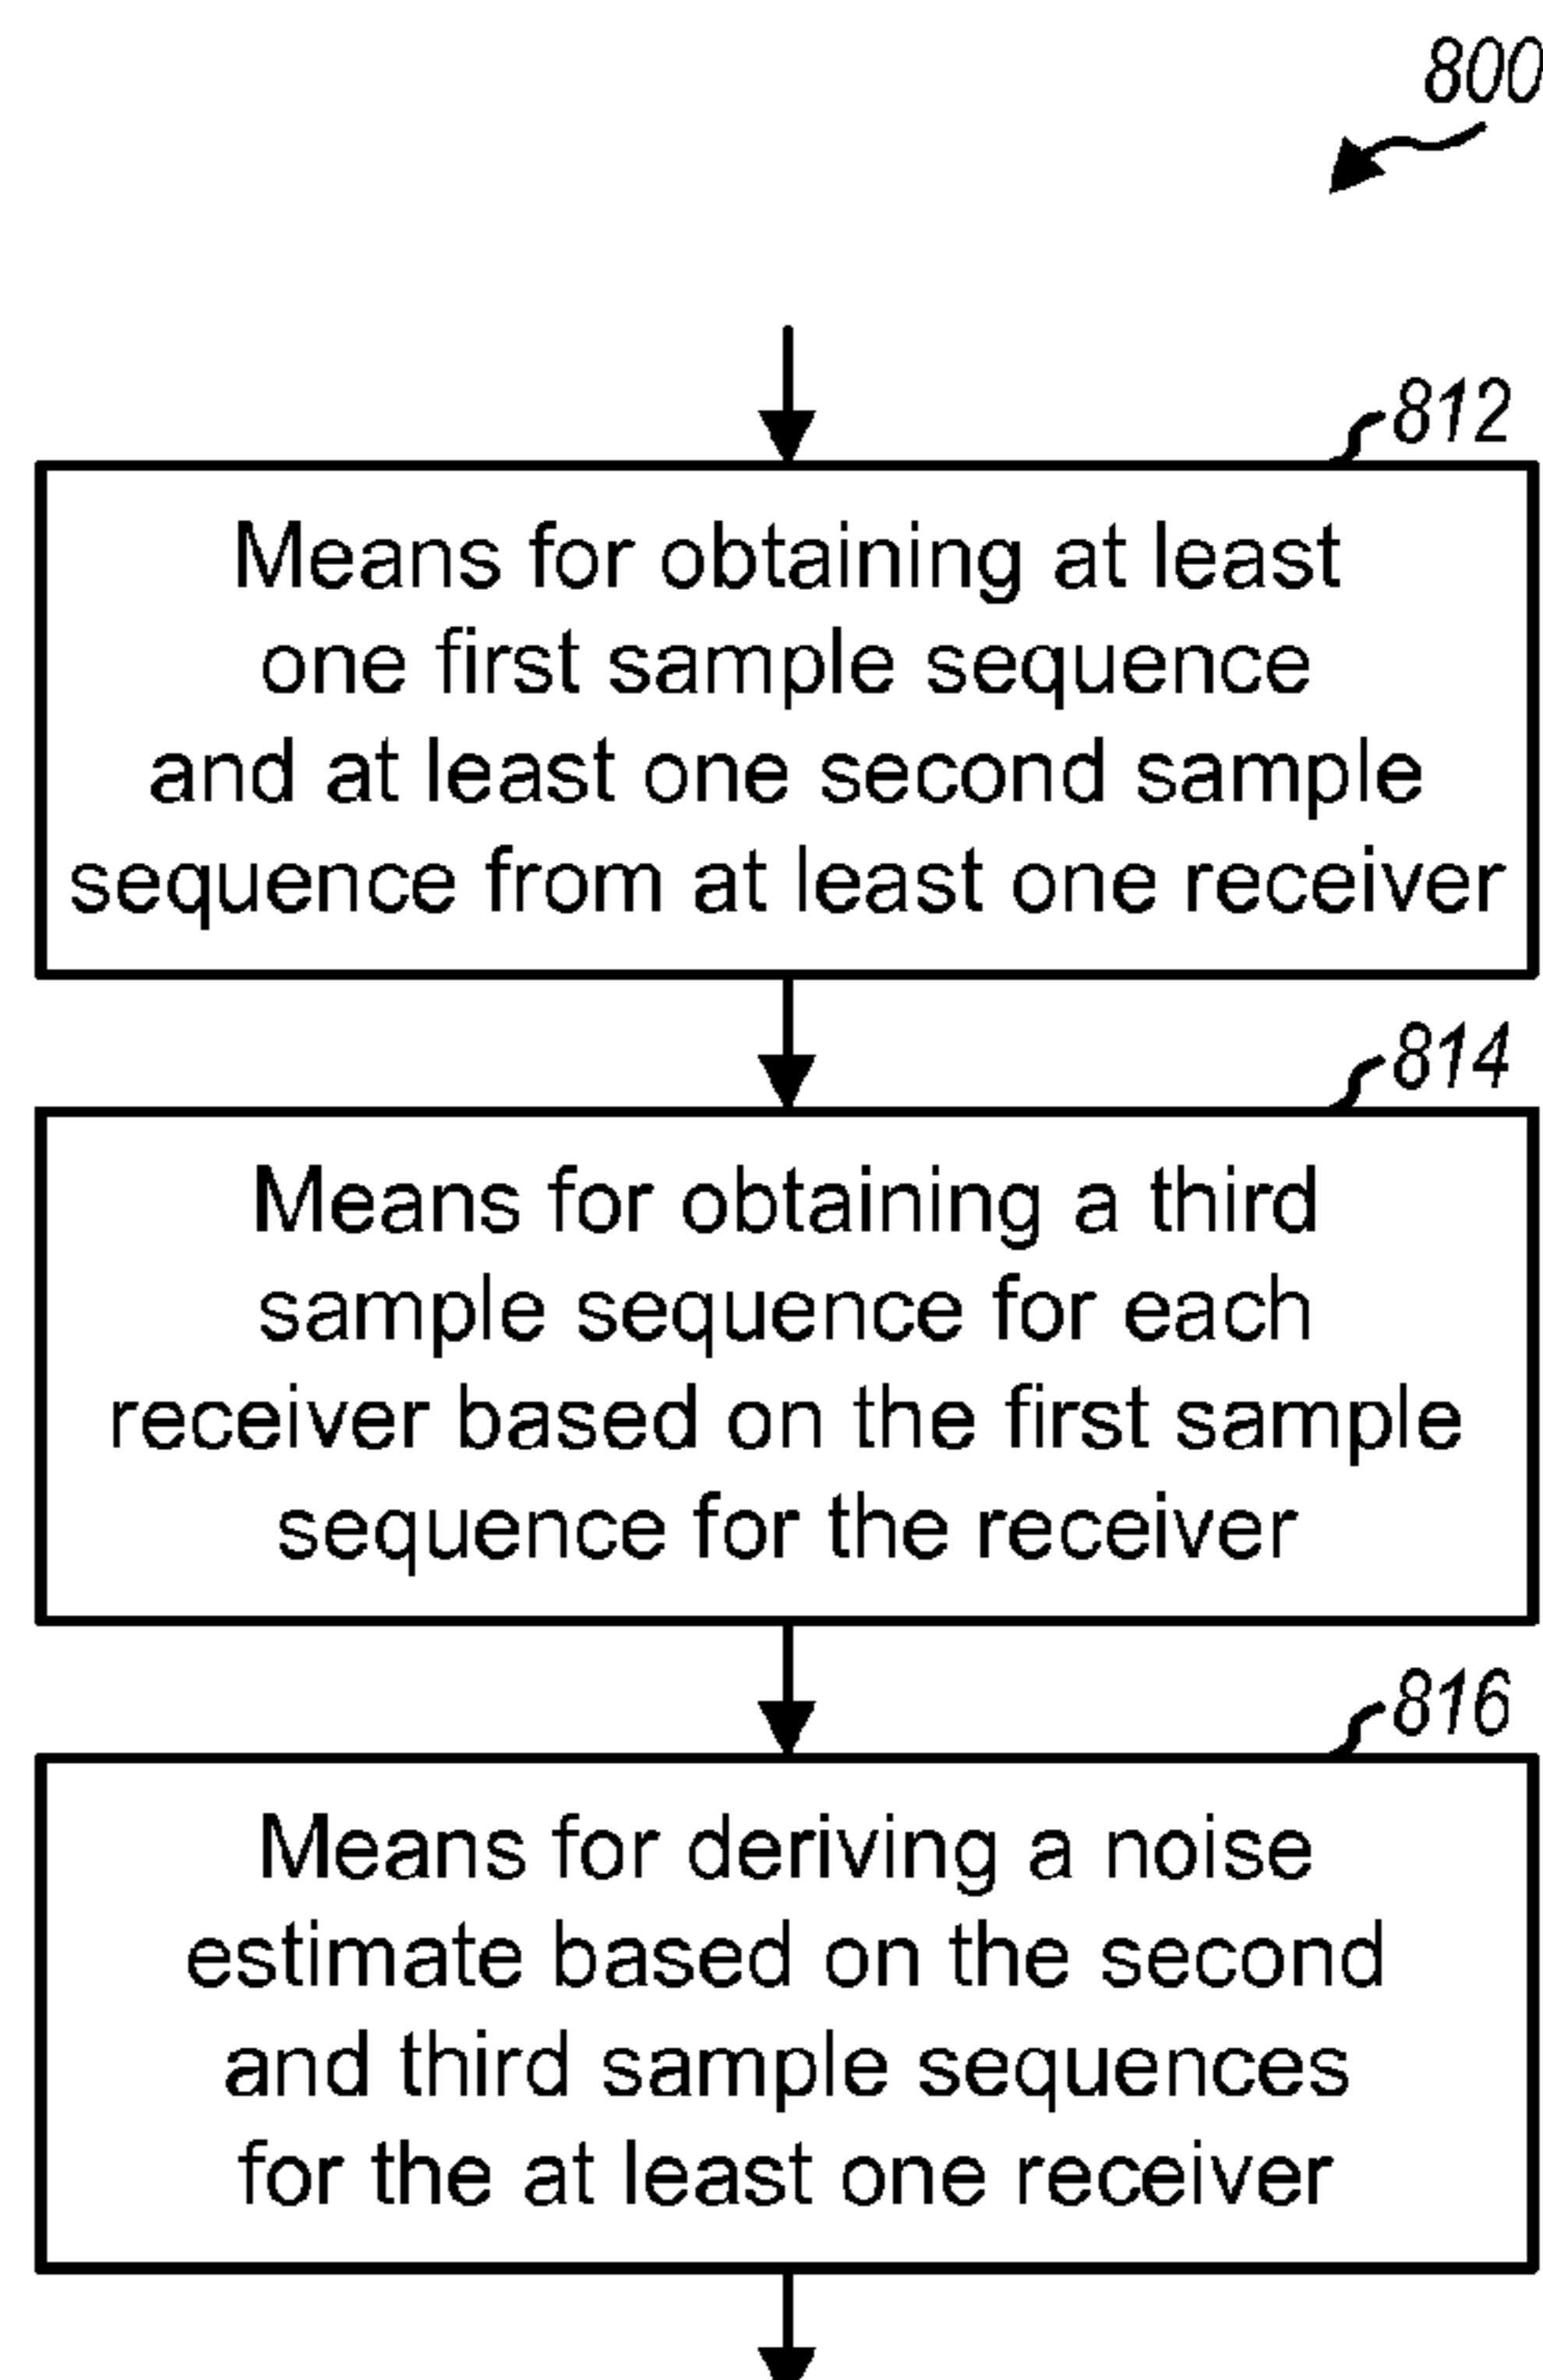 800
812
Means for obtaining at least
one first sample sequence
and at least one second sample
sequence from at least one receiver
814
Means for obtaining a third
sample sequence for each
receiver based on the first sample
sequence for the receiver
816
Means for deriving a noise
estimate based on the second
and third sample sequences
for the at least one receiver